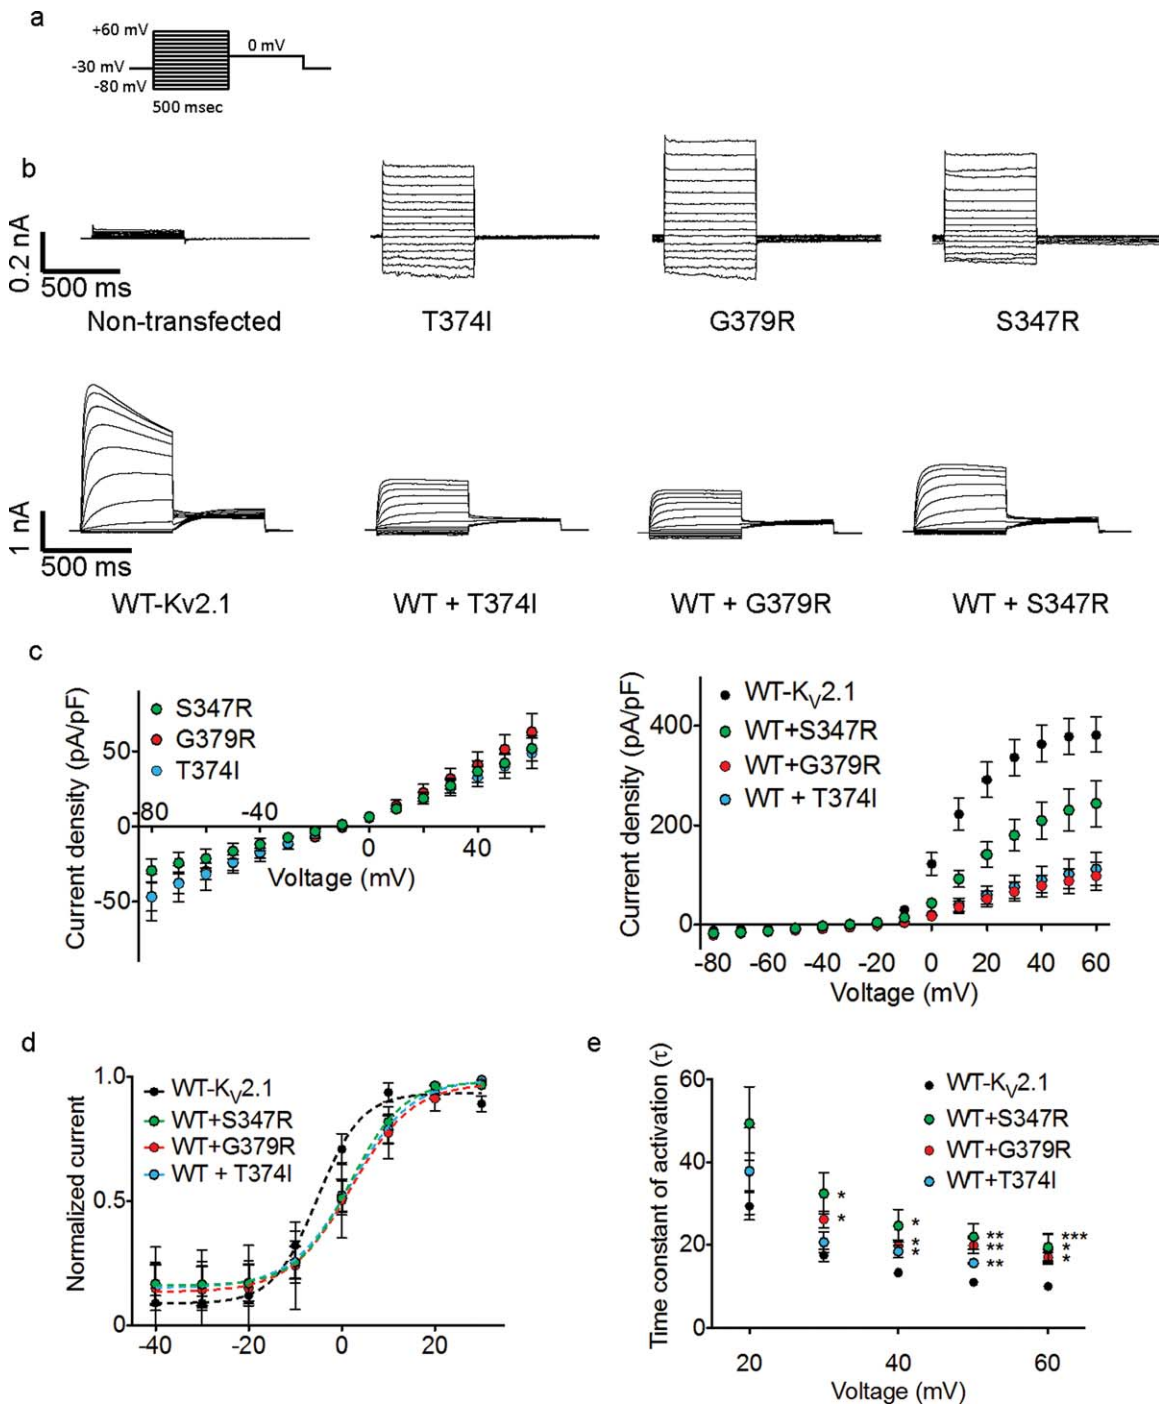 a
+60 mV
0 mV
-30 mV
-80 mV
500 msec
b
0.2 nA
500 ms
Non-transfected
T374I
G379R
S347R
1 nA
500 ms
WT-Kv2.1
WT + T374I
WT + G379R
WT + S347R
c
Current density (pA/pF)
S347R
G379R
T374I
50
0
-50
80
-40
0
40
Voltage (mV)
Current density (pA/pF)
WT-KV2.1
WT+S347R
WT+G379R
WT + T374I
400
200
0
-80
-60
-40
-20
0
20
40
60
Voltage (mV)
d
Normalized current
WT-KV2.1
WT+S347R
WT+G379R
WT + T374I
1.0
0.5
0
-40
-20
0
20
e
Time constant of activation (τ)
WT-KV2.1
WT+S347R
WT+G379R
WT+T374I
60
40
20
0
*
*
*
*
*
**
**
**
***
*
*
20
40
60
Voltage (mV)